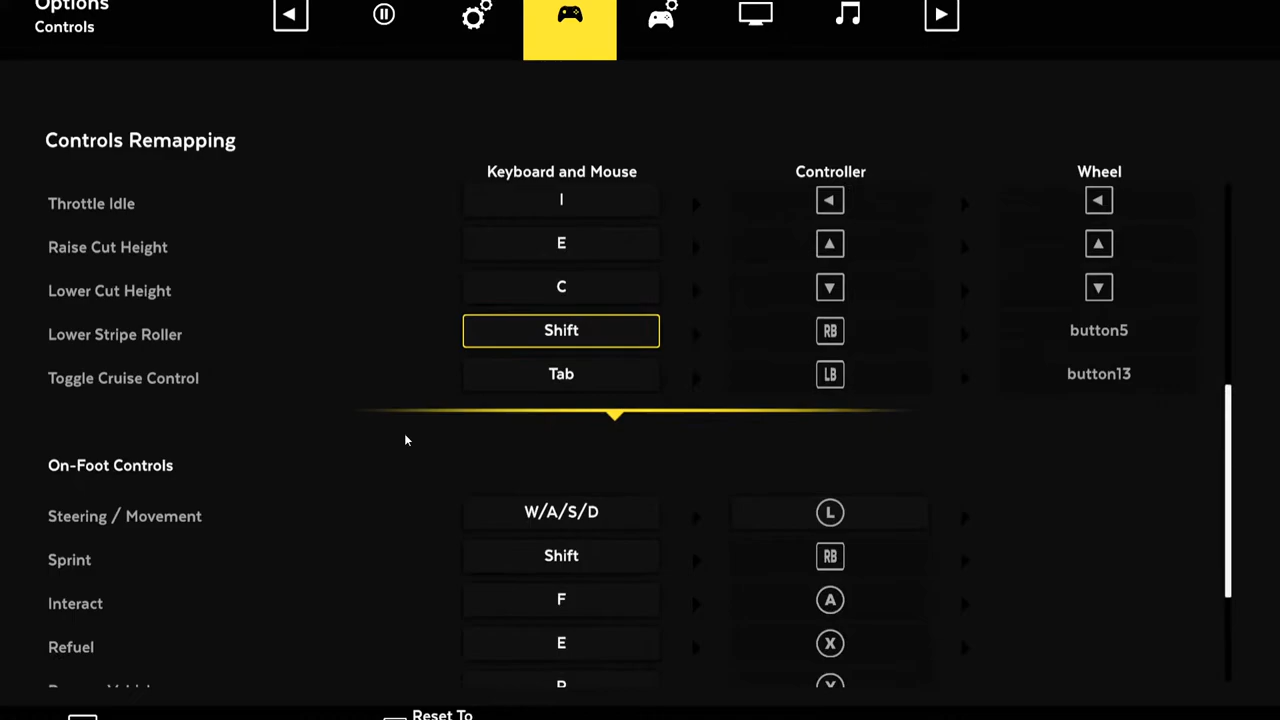 Options
Controls
Controls Remapping
Keyboard and Mouse Controller Wheel
Throttle Idle I
Raise Cut Height E
Lower Cut Height C
Lower Stripe Roller Shift RB button5
Toggle Cruise Control Tab LB button13
On-Foot Controls
Steering / Movement W/A/S/D L
Sprint Shift RB
Interact F A
Refuel E X
Reset To